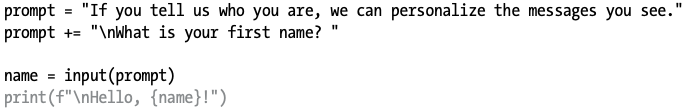 prompt = "If you tell us who you are, we can personalize the messages you see."
prompt += "\nWhat is your first name? "
name = input(prompt)
print(f"\nHello, {name}!")